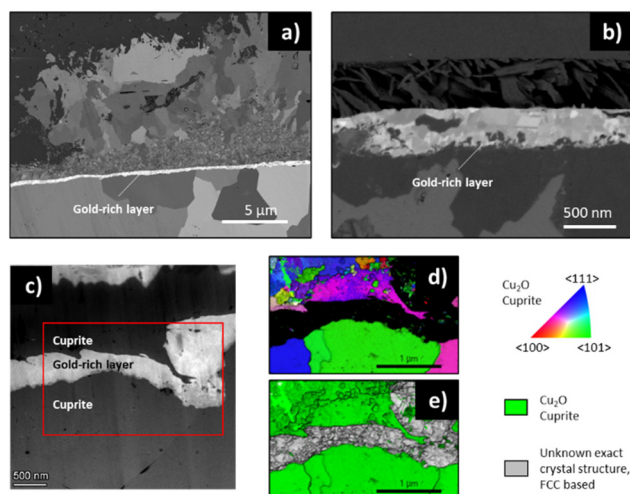 a)
Gold-rich layer
5 µm
b)
Gold-rich layer
500 nm
c)
Cuprite
Gold-rich layer
Cuprite
500 nm
d)
1 µm
e)
1 µm
Cu₂O
Cuprite
<111>
<100>
<101>
Cu₂O
Cuprite
Unknown exact
crystal structure,
FCC based